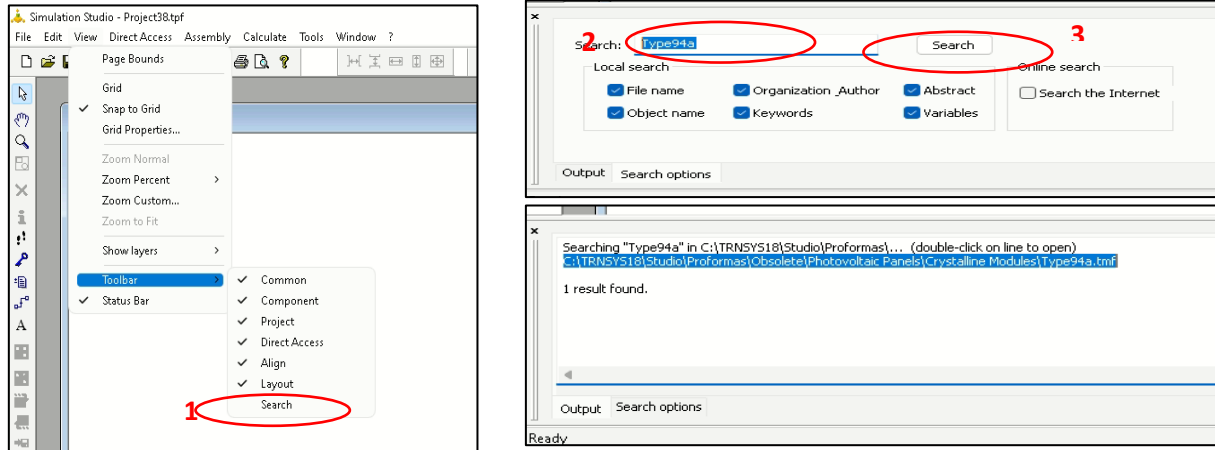 Simulation Studio - Project38.tpf
File Edit View Direct Access Assembly Calculate Tools Window ?
Page Bounds
Grid
Snap to Grid
Grid Properties...
Zoom Normal
Zoom Percent
Zoom Custom...
Zoom to Fit
Show layers
Toolbar
Status Bar
Common
Component
Project
Direct Access
Align
Layout
1 Search
A
2 3
Search: Type94a Search
Local search Online search
File name Organization _Author Abstract Search the Internet
Object name Keywords Variables
Output Search options
Searching "Type94a" in C:\TRNSYS18\Studio\Proformas\... (double-click on line to open)
C:\TRNSYS18\Studio\Proformas\Obsolete\Photovoltaic Panels\Crystalline Modules\Type94a.tmf
1 result found.
Output Search options
Ready